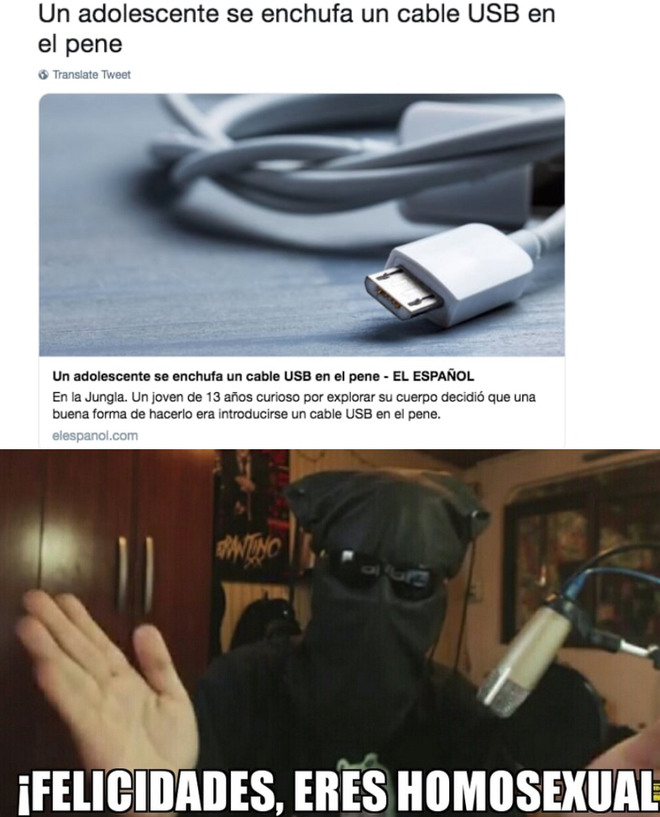 Un adolescente se enchufa un cable USB en
el pene
Translate Tweet
Un adolescente se enchufa un cable USB en el pene - EL ESPAÑOL
En la Jungla. Un joven de 13 años curioso por explorar su cuerpo decidió que una
buena forma de hacerlo era introducirse un cable USB en el pene.
elespanol.com
¡FELICIDADES, ERES HOMOSEXUAL